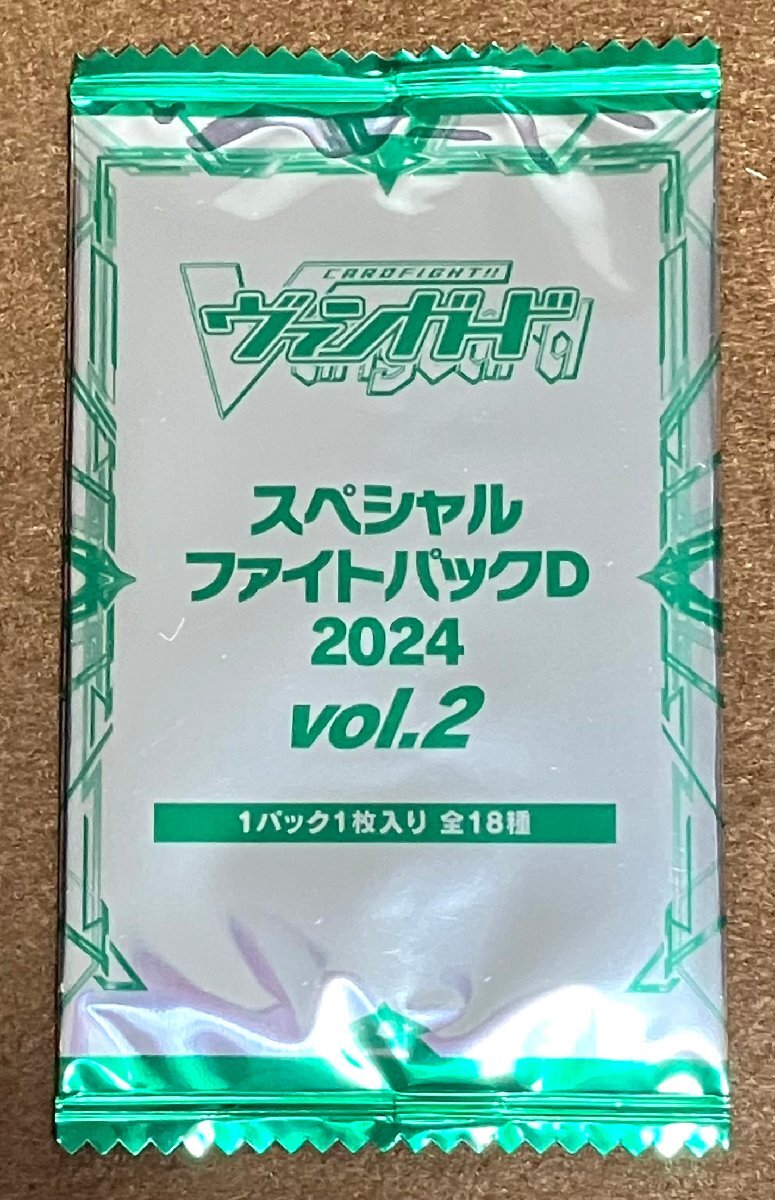 CARDFIGHT!!
ヴァンガード
Vanguard
スペシャル
ファイトパックD
2024
vol.2
1パック1枚入り 全18種